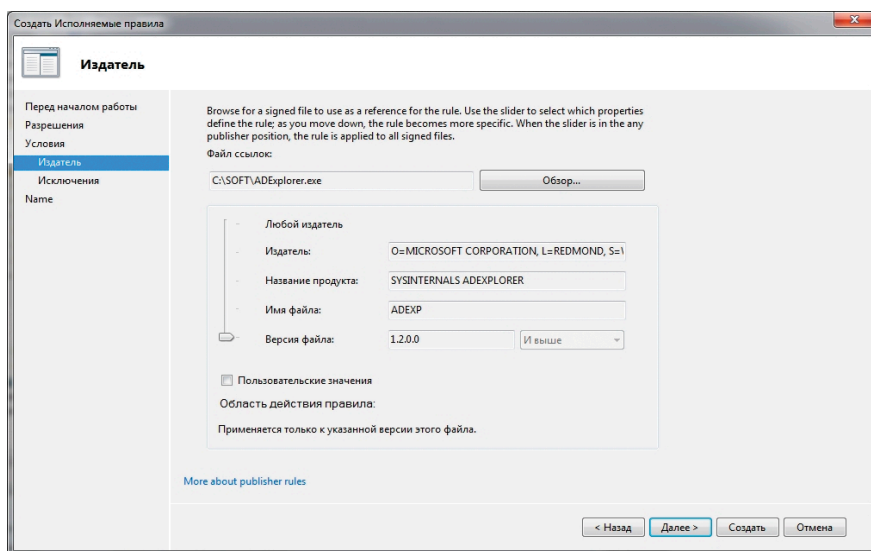 Создать Исполняемые правила
Издатель
Перед началом работы
Разрешения
Условия
Издатель
Исключения
Name
Browse for a signed file to use as a reference for the rule. Use the slider to select which properties
define the rule; as you move down, the rule becomes more specific. When the slider is in the any
publisher position, the rule is applied to all signed files.
Файл ссылок:
C:\SOFT\ADExplorer.exe Обзор...
Любой издатель
Издатель: O=MICROSOFT CORPORATION, L=REDMOND, S=\
Название продукта: SYSINTERNALS ADEXPLORER
Имя файла: ADEXP
Версия файла: 1.2.0.0 И выше
Пользовательские значения
Область действия правила:
Применяется только к указанной версии этого файла.
More about publisher rules
< Назад Далее > Создать Отмена